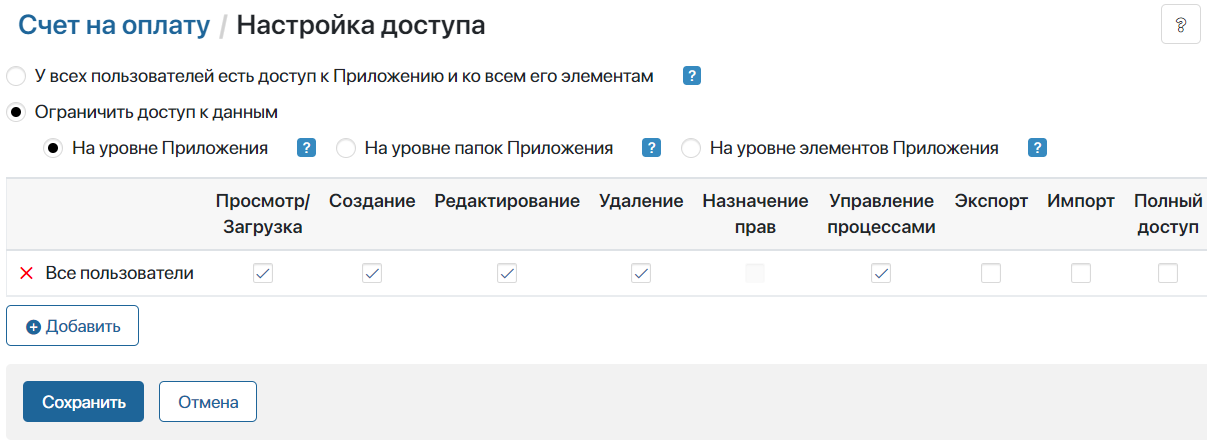 Счет на оплату / Настройка доступа
?
У всех пользователей есть доступ к Приложению и ко всем его элементам ?
Ограничить доступ к данным
На уровне Приложения ? На уровне папок Приложения ? На уровне элементов Приложения ?
Просмотр/ Создание Редактирование Удаление Назначение Управление Экспорт Импорт Полный
Загрузка прав процессами доступ
Все пользователи
Добавить
Сохранить Отмена